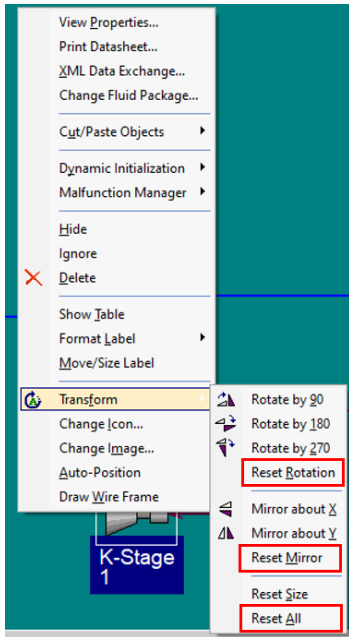 View Properties...
Print Datasheet...
XML Data Exchange...
Change Fluid Package...
Cut/Paste Objects
Dynamic Initialization
Malfunction Manager
Hide
Ignore
Delete
Show Table
Format Label
Move/Size Label
Transform
Change Icon...
Change Image...
Auto-Position
Draw Wire Frame
Rotate by 90
Rotate by 180
Rotate by 270
Reset Rotation
Mirror about X
Mirror about Y
Reset Mirror
Reset Size
Reset All
K-Stage
1